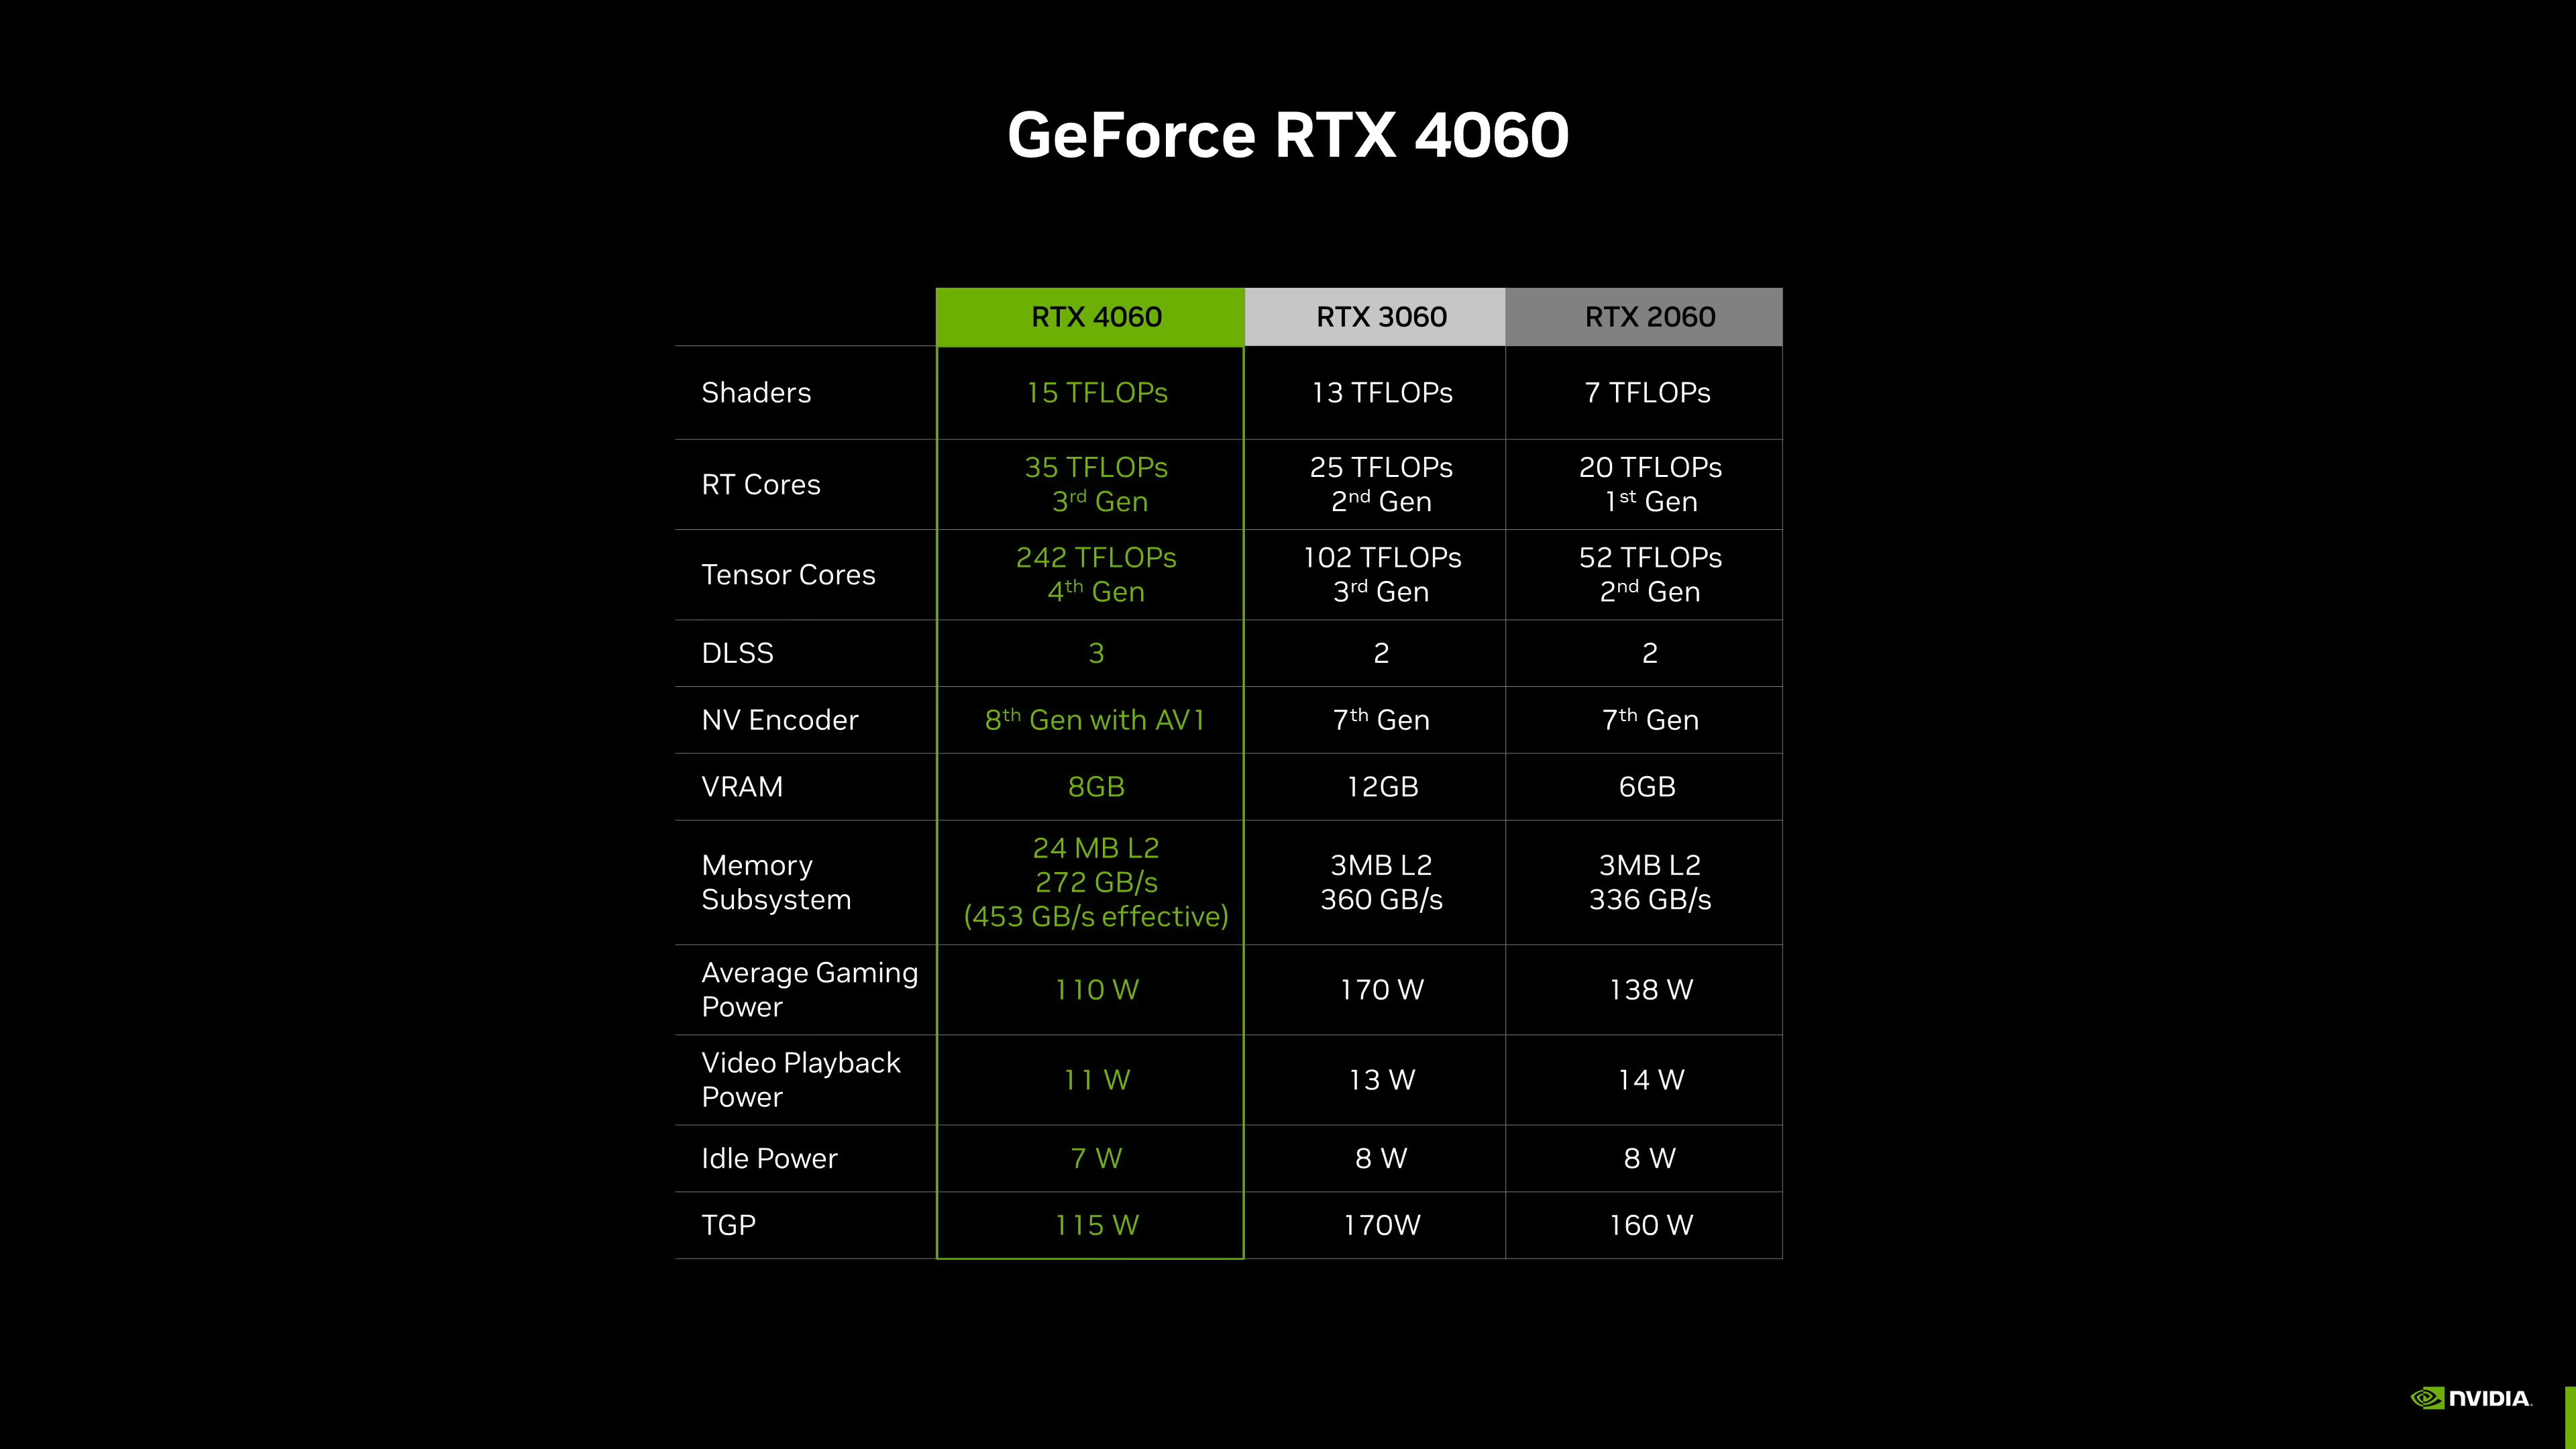 GeForce RTX 4060
RTX 4060 RTX 3060 RTX 2060
Shaders 15 TFLOPs 13 TFLOPs 7 TFLOPs
RT Cores
35 TFLOPs
3rd Gen
25 TFLOPs
2nd Gen
20 TFLOPs
1st Gen
Tensor Cores
242 TFLOPs
4th Gen
102 TFLOPs
3rd Gen
52 TFLOPs
2nd Gen
DLSS 3 2 2
NV Encoder 8th Gen with AV1 7th Gen 7th Gen
VRAM 8GB 12GB 6GB
Memory
Subsystem
24 MB L2
272 GB/s
(453 GB/s effective)
3MB L2
360 GB/s
3MB L2
336 GB/s
Average Gaming
Power
110 W 170 W 138 W
Video Playback
Power
11 W 13 W 14 W
Idle Power 7 W 8 W 8 W
TGP 115 W 170W 160 W
NVIDIA.